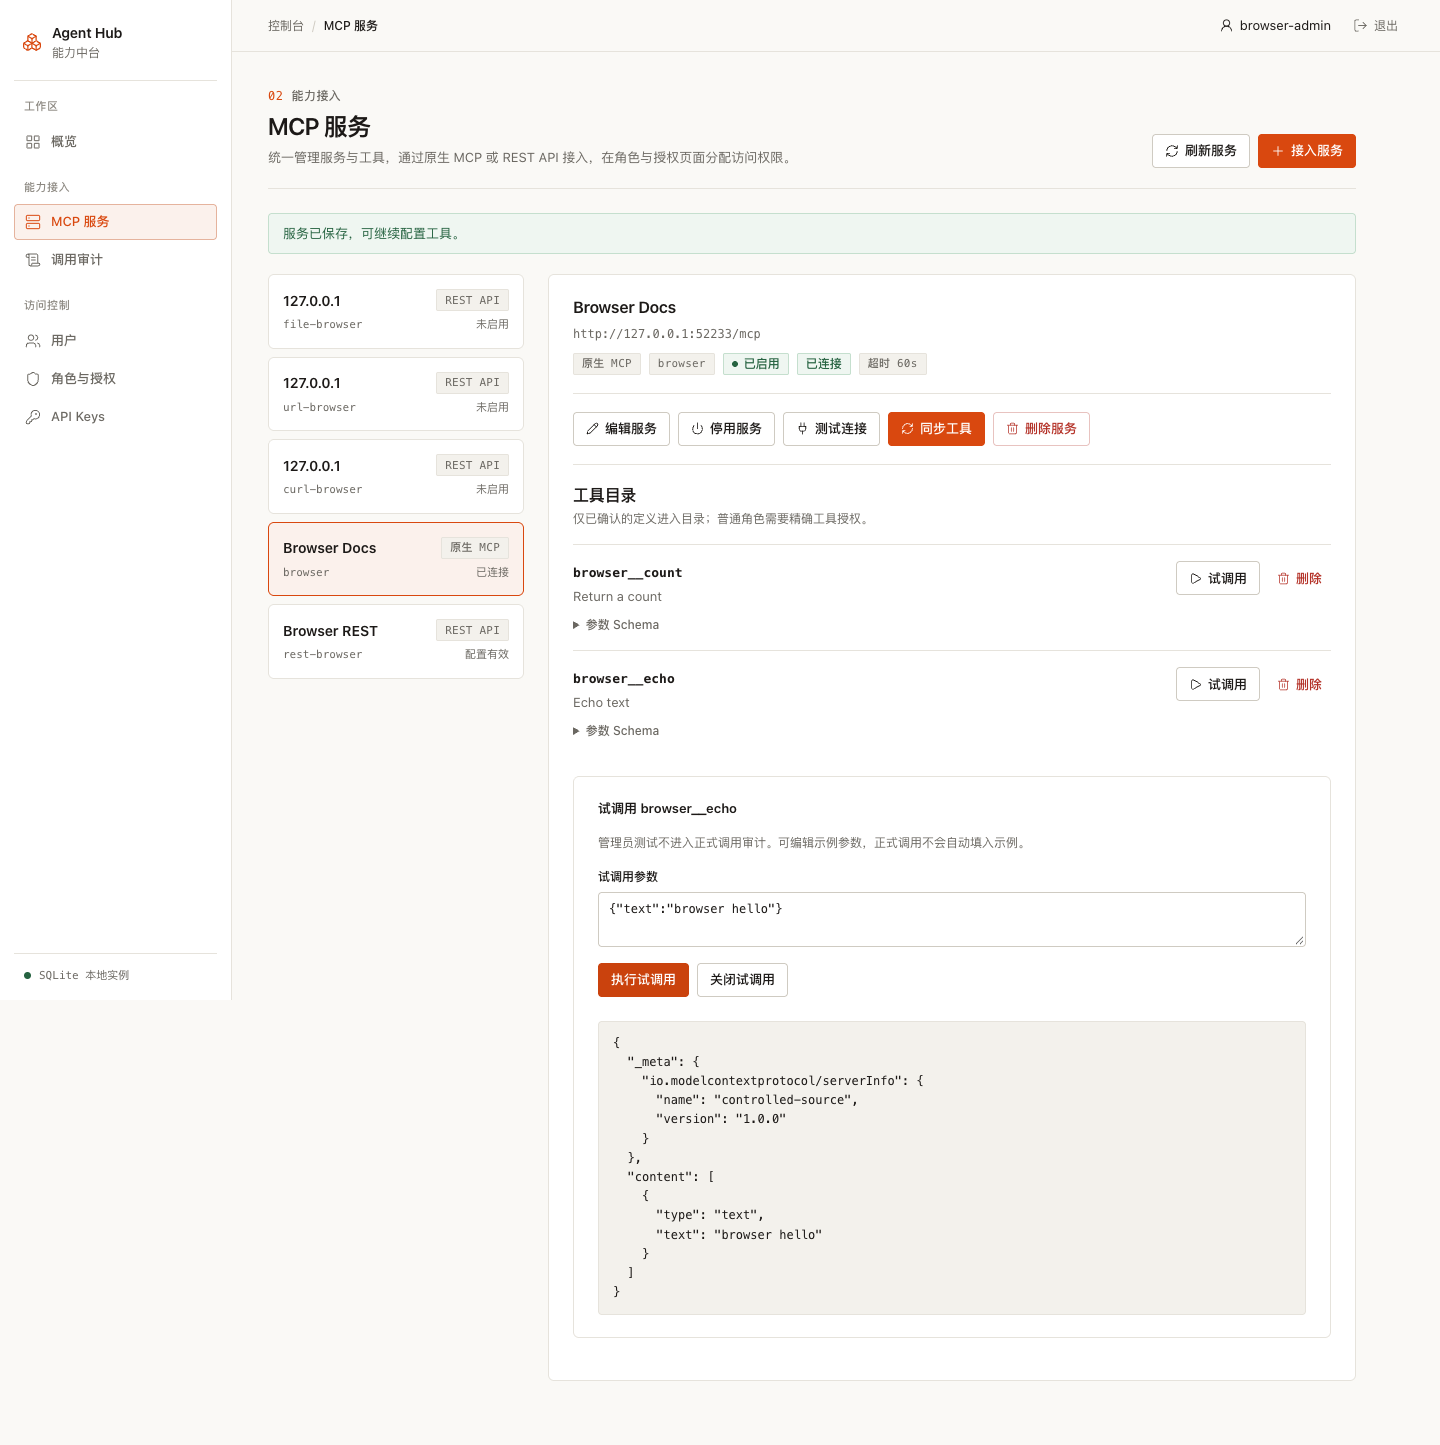 Agent Hub
能力中台
工作区
概览
能力接入
MCP 服务
调用审计
访问控制
用户
角色与授权
API Keys
SQLite 本地实例
控制台 / MCP 服务
browser-admin
退出
02 能力接入
MCP 服务
统一管理服务与工具，通过原生 MCP 或 REST API 接入，在角色与授权页面分配访问权限。
刷新服务
接入服务
服务已保存，可继续配置工具。
127.0.0.1 REST API
file-browser 未启用
127.0.0.1 REST API
url-browser 未启用
127.0.0.1 REST API
curl-browser 未启用
Browser Docs 原生 MCP
browser 已连接
Browser REST REST API
rest-browser 配置有效
Browser Docs
http://127.0.0.1:52233/mcp
原生 MCP browser 已启用 已连接 超时 60s
编辑服务 停用服务 测试连接 同步工具 删除服务
工具目录
仅已确认的定义进入目录；普通角色需要精确工具授权。
browser__count
Return a count
参数 Schema
试调用 删除
browser__echo
Echo text
参数 Schema
试调用 删除
试调用 browser__echo
管理员测试不进入正式调用审计。可编辑示例参数，正式调用不会自动填入示例。
试调用参数
{"text":"browser hello"}
执行试调用 关闭试调用
{
  "_meta": {
    "io.modelcontextprotocol/serverInfo": {
      "name": "controlled-source",
      "version": "1.0.0"
    }
  },
  "content": [
    {
      "type": "text",
      "text": "browser hello"
    }
  ]
}